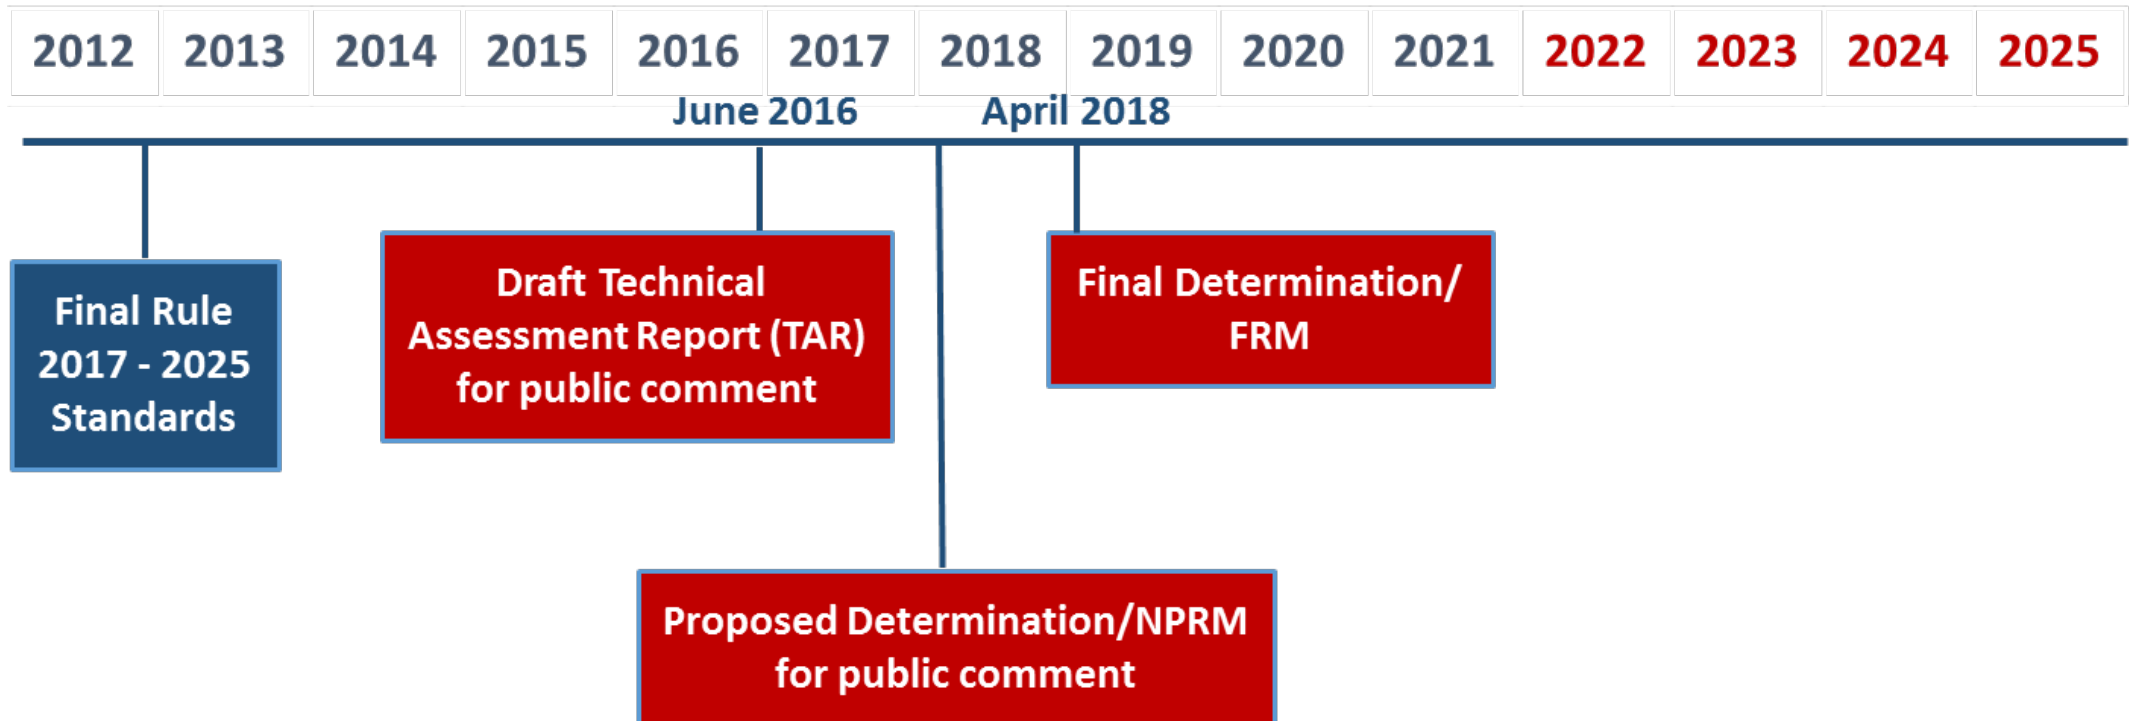 2012 2013 2014 2015 2016 2017 2018 2019 2020 2021 2022 2023 2024 2025
June 2016 April 2018
Final Rule
2017 - 2025
Standards
Draft Technical
Assessment Report (TAR)
for public comment
Final Determination/
FRM
Proposed Determination/NPRM
for public comment